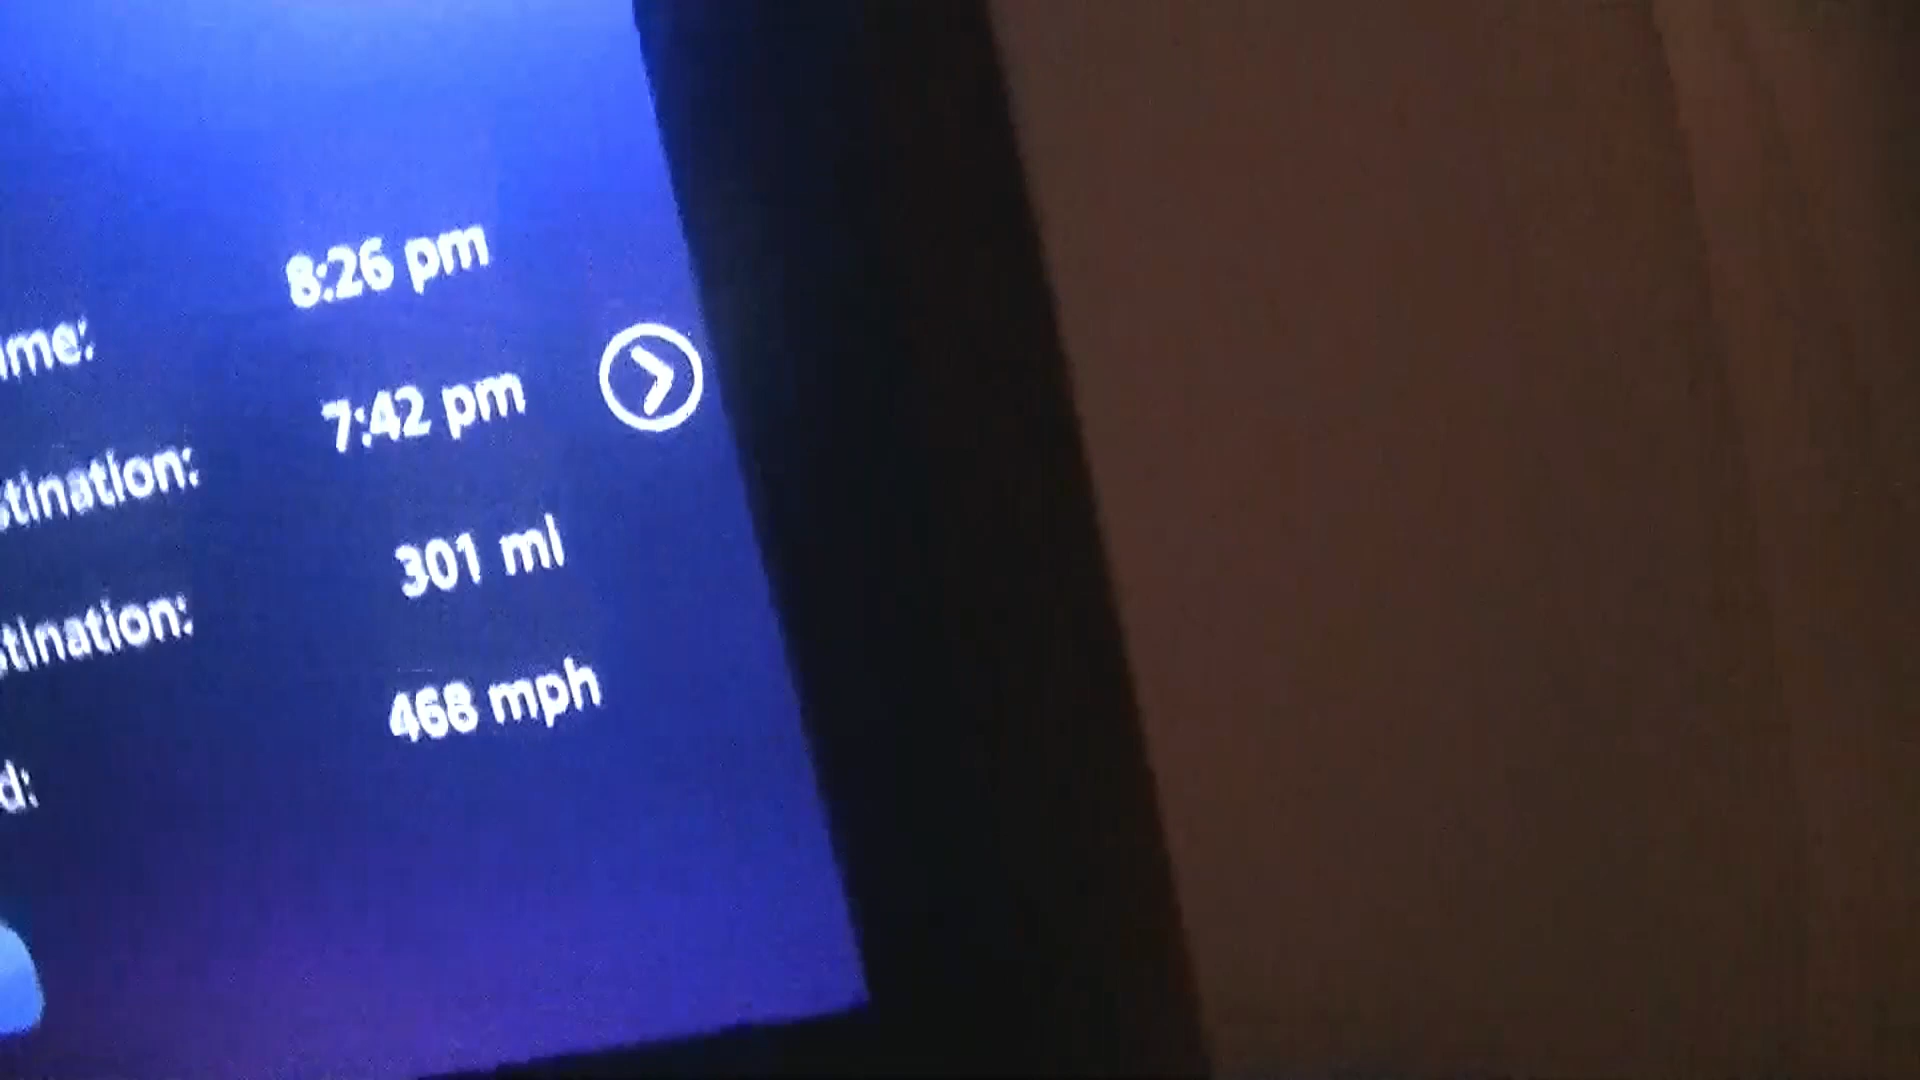 8:26 pm
ime:
7:42 pm
stination:
301 mi
stination:
468 mph
d: